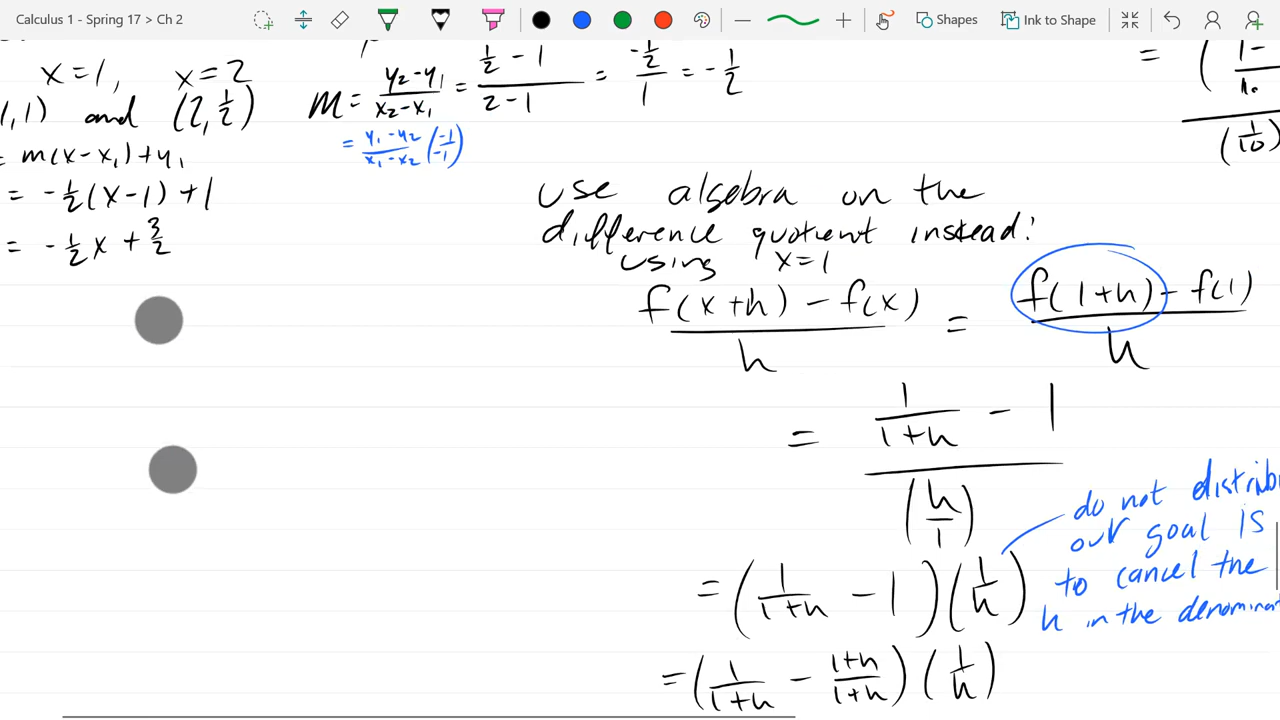 Calculus 1 - Spring 17 > Ch 2
Shapes
Ink to Shape
x=1, x=2
,1) and (2, 1/2)
= m(x-x₁)+y₁
= -1/2(x-1)+1
= -1/2 x + 3/2
m = (y₂-y₁)/(x₂-x₁) = (1/2 - 1)/(2-1) = (-1/2)/1 = -1/2
= (y₁-y₂)/(x₁-x₂) (-1/-1)
= (1-
(1/10)
use algebra on the
difference quotient instead:
using x=1
(f(x+h) - f(x))/h = (f(1+h) - f(1))/h
= (1/(1+h) - 1)/(h/1)
do not
our goal is
to cancel the
h in the
= (1/(1+h) - 1)(1/h)
= (1/(1+h) - (1+h)/(1+h))(1/h)